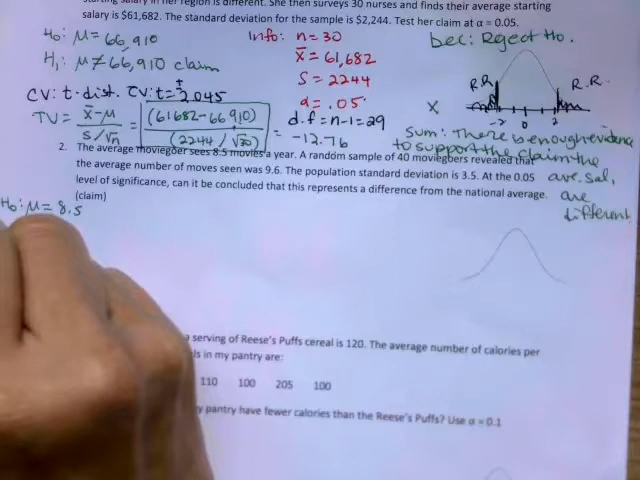 starting salary in her region is different. She then surveys 30 nurses and finds their average starting
salary is $61,682. The standard deviation for the sample is $2,244. Test her claim at α = 0.05.
H₀: μ = 66,910
H₁: μ ≠ 66,910 claim
CV: t-dist. CV: t = ± 2.045
TV = x̄-μ / s/√n = (61682-66910) / (2244/√30) = -12.76
Info: n = 30
x̄ = 61,682
s = 2244
α = .05
d.f = n-1 = 29
Dec: Reject Ho.
RR
R.R.
-2 0 2
Sum: There is enough evidence
to support the claim the
ave. sal,
are
different
2. The average moviegoer sees 8.5 movies a year. A random sample of 40 moviegoers revealed that
the average number of moves seen was 9.6. The population standard deviation is 3.5. At the 0.05
level of significance, can it be concluded that this represents a difference from the national average.
(claim)
H₀: μ = 8.5
a serving of Reese's Puffs cereal is 120. The average number of calories per
in my pantry are:
110 100 205 100
pantry have fewer calories than the Reese's Puffs? Use α = 0.1